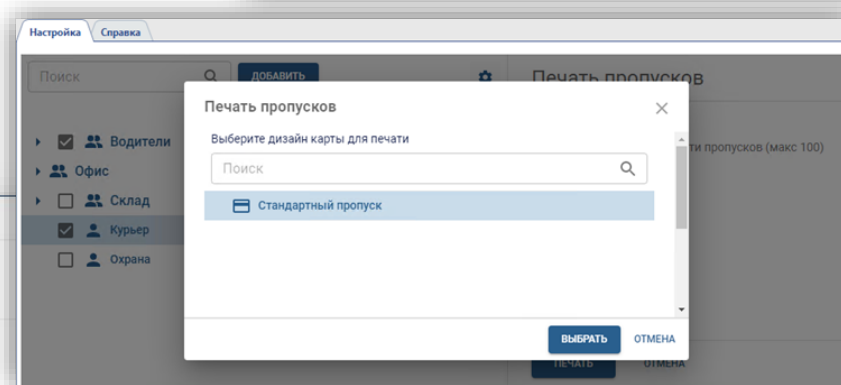 Настройка Справка
Поиск
ДОБАВИТЬ
Печать пропусков
Водители
Офис
Склад
Курьер
Охрана
ти пропусков (макс 100)
ПЕЧАТЬ ОТМЕНА
Печать пропусков
Выберите дизайн карты для печати
Поиск
Стандартный пропуск
ВЫБРАТЬ ОТМЕНА